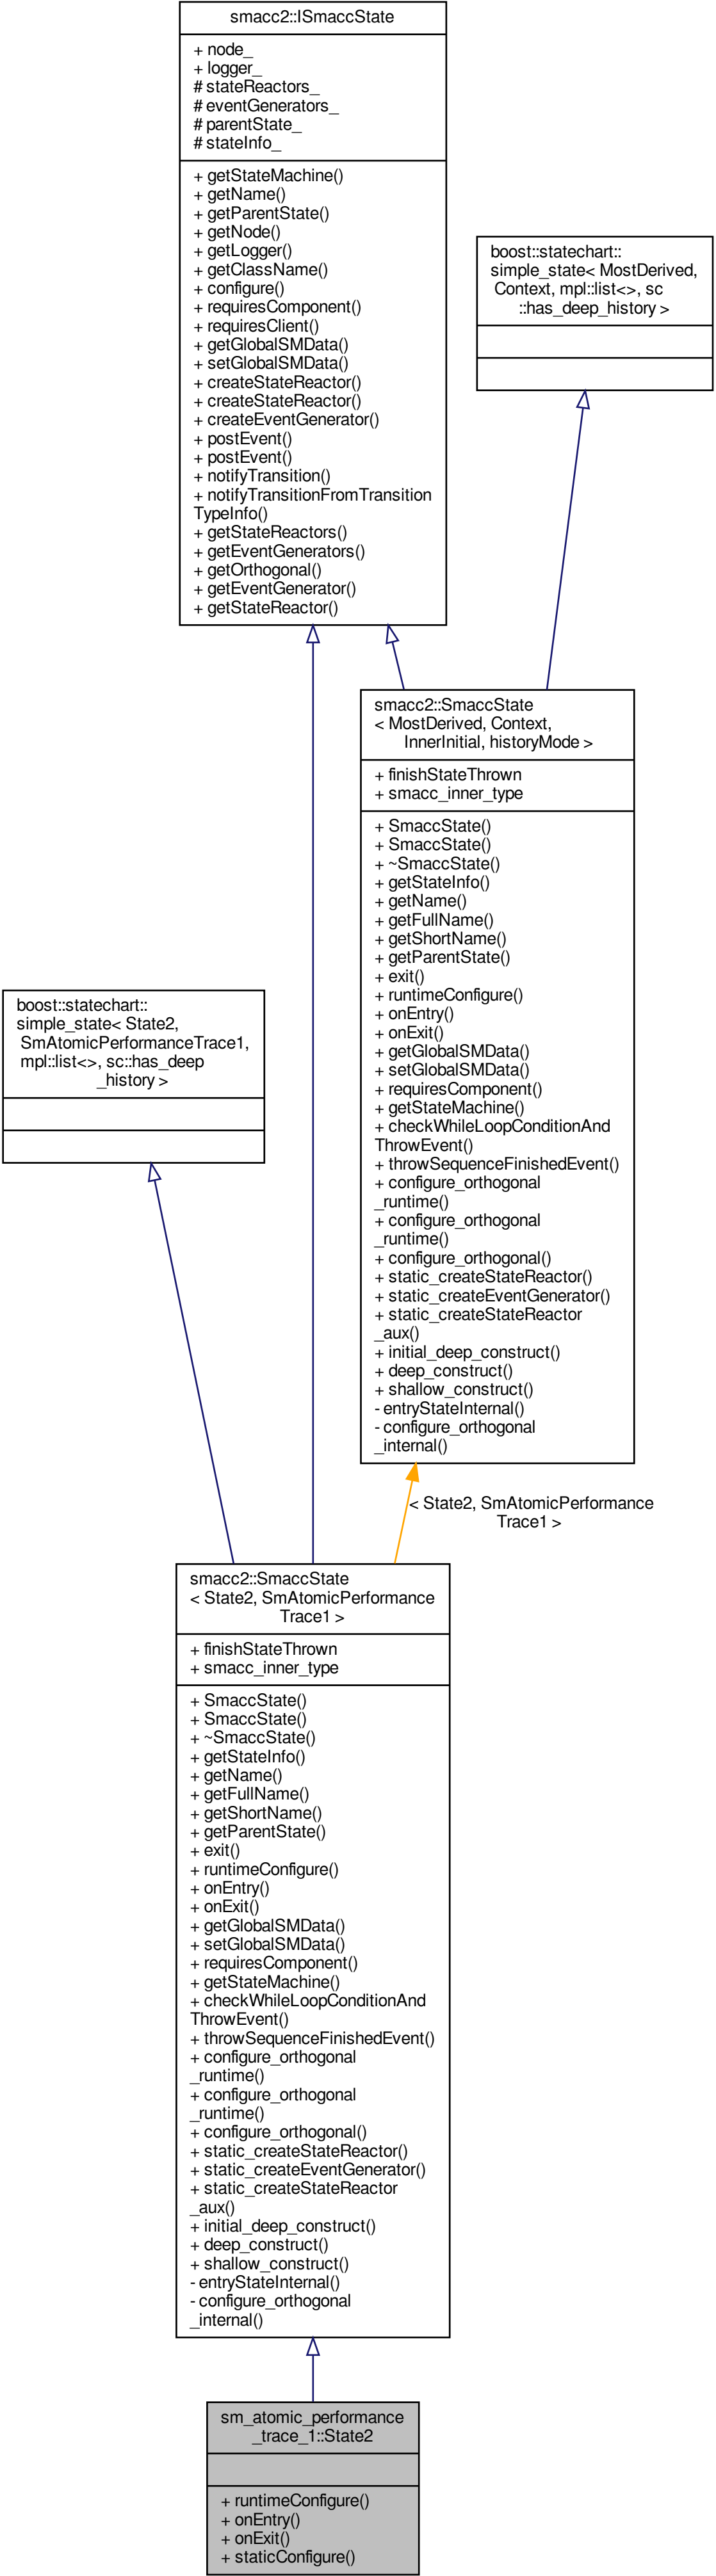 smacc2::ISmaccState
+ node_
+ logger_
# stateReactors_
# eventGenerators_
# parentState_
# stateInfo_
+ getStateMachine()
+ getName()
+ getParentState()
+ getNode()
+ getLogger()
+ getClassName()
+ configure()
+ requiresComponent()
+ requiresClient()
+ getGlobalSMData()
+ setGlobalSMData()
+ createStateReactor()
+ createStateReactor()
+ createEventGenerator()
+ postEvent()
+ postEvent()
+ notifyTransition()
+ notifyTransitionFromTransition
TypeInfo()
+ getStateReactors()
+ getEventGenerators()
+ getOrthogonal()
+ getEventGenerator()
+ getStateReactor()
boost::statechart::
simple_state< MostDerived,
Context, mpl::list<>, sc
::has_deep_history >
smacc2::SmaccState
< MostDerived, Context,
InnerInitial, historyMode >
+ finishStateThrown
+ smacc_inner_type
+ SmaccState()
+ SmaccState()
+ ~SmaccState()
+ getStateInfo()
+ getName()
+ getFullName()
+ getShortName()
+ getParentState()
+ exit()
+ runtimeConfigure()
+ onEntry()
+ onExit()
+ getGlobalSMData()
+ setGlobalSMData()
+ requiresComponent()
+ getStateMachine()
+ checkWhileLoopConditionAnd
ThrowEvent()
+ throwSequenceFinishedEvent()
+ configure_orthogonal
_runtime()
+ configure_orthogonal
_runtime()
+ configure_orthogonal()
+ static_createStateReactor()
+ static_createEventGenerator()
+ static_createStateReactor
_aux()
+ initial_deep_construct()
+ deep_construct()
+ shallow_construct()
- entryStateInternal()
- configure_orthogonal
_internal()
boost::statechart::
simple_state< State2,
SmAtomicPerformanceTrace1,
mpl::list<>, sc::has_deep
_history >
< State2, SmAtomicPerformance
Trace1 >
smacc2::SmaccState
< State2, SmAtomicPerformance
Trace1 >
+ finishStateThrown
+ smacc_inner_type
+ SmaccState()
+ SmaccState()
+ ~SmaccState()
+ getStateInfo()
+ getName()
+ getFullName()
+ getShortName()
+ getParentState()
+ exit()
+ runtimeConfigure()
+ onEntry()
+ onExit()
+ getGlobalSMData()
+ setGlobalSMData()
+ requiresComponent()
+ getStateMachine()
+ checkWhileLoopConditionAnd
ThrowEvent()
+ throwSequenceFinishedEvent()
+ configure_orthogonal
_runtime()
+ configure_orthogonal
_runtime()
+ configure_orthogonal()
+ static_createStateReactor()
+ static_createEventGenerator()
+ static_createStateReactor
_aux()
+ initial_deep_construct()
+ deep_construct()
+ shallow_construct()
- entryStateInternal()
- configure_orthogonal
_internal()
sm_atomic_performance
_trace_1::State2
+ runtimeConfigure()
+ onEntry()
+ onExit()
+ staticConfigure()